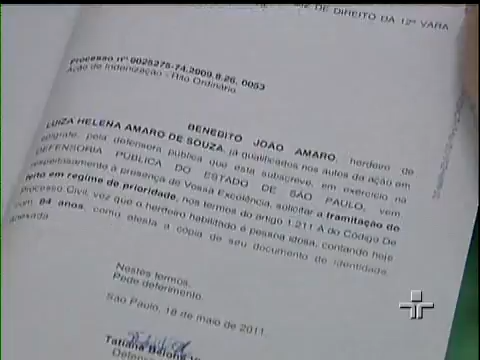 DE DIREITO DA 12ª VARA
Processo nº 0025275-74.2009.8.26.0053
Ação de Indenização - Rito Ordinário
BENEDITO JOÃO AMARO, herdeiro de
LUIZA HELENA AMARO DE SOUZA, já qualificados nos autos da ação em
epígrafe, pela defensora pública que esta subscreve, em exercício na
DEFENSORIA PÚBLICA DO ESTADO DE SÃO PAULO, vem
respeitosamente à presença de Vossa Excelência, solicitar a tramitação do
feito em regime de prioridade, nos termos do artigo 1.211 A do Código De
Processo Civil, vez que o herdeiro habilitado é pessoa idosa, contando hoje
com 84 anos, como atesta a cópia de seu documento de identidade,
anexada.
Nestes termos,
Pede deferimento.
São Paulo, 18 de maio de 2011.
Tatiana